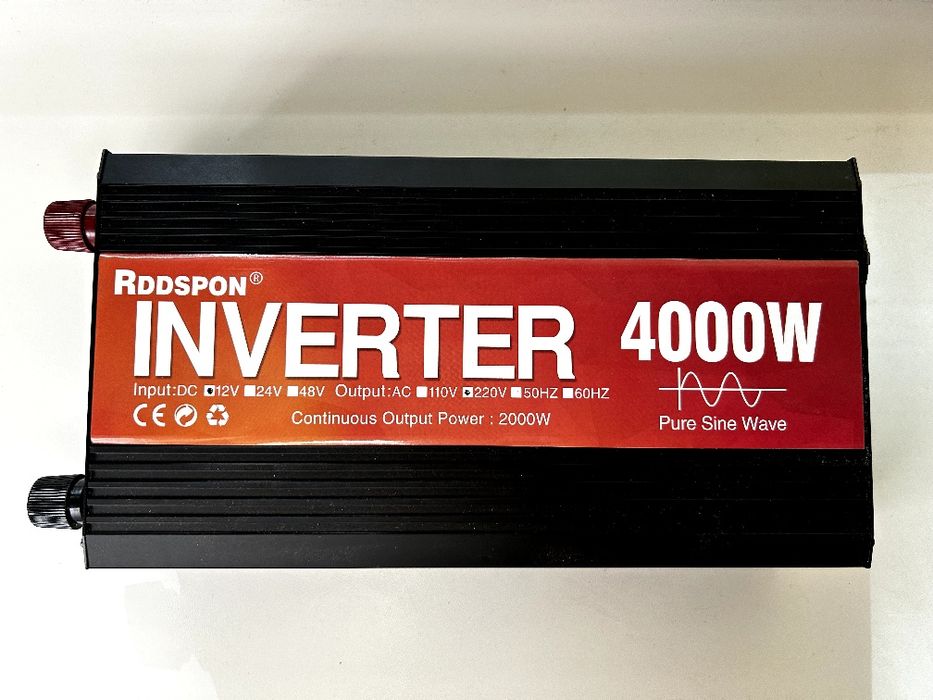 RDDSPON®
INVERTER
4000W
Input:DC 12V 24V 48V Output:AC 110V 220V 50HZ 60HZ
CE
Continuous Output Power : 2000W
Pure Sine Wave